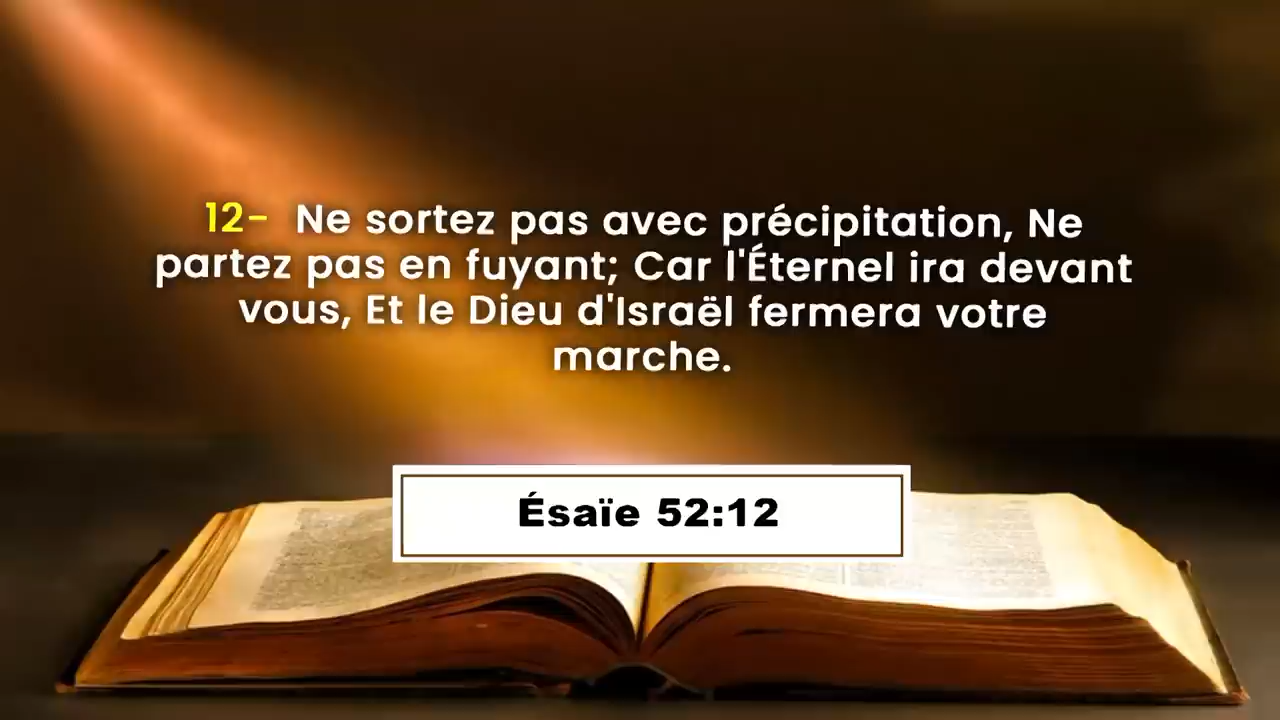 12- Ne sortez pas avec précipitation, Ne
partez pas en fuyant; Car l'Éternel ira devant
vous, Et le Dieu d'Israël fermera votre
marche.
Ésaïe 52:12